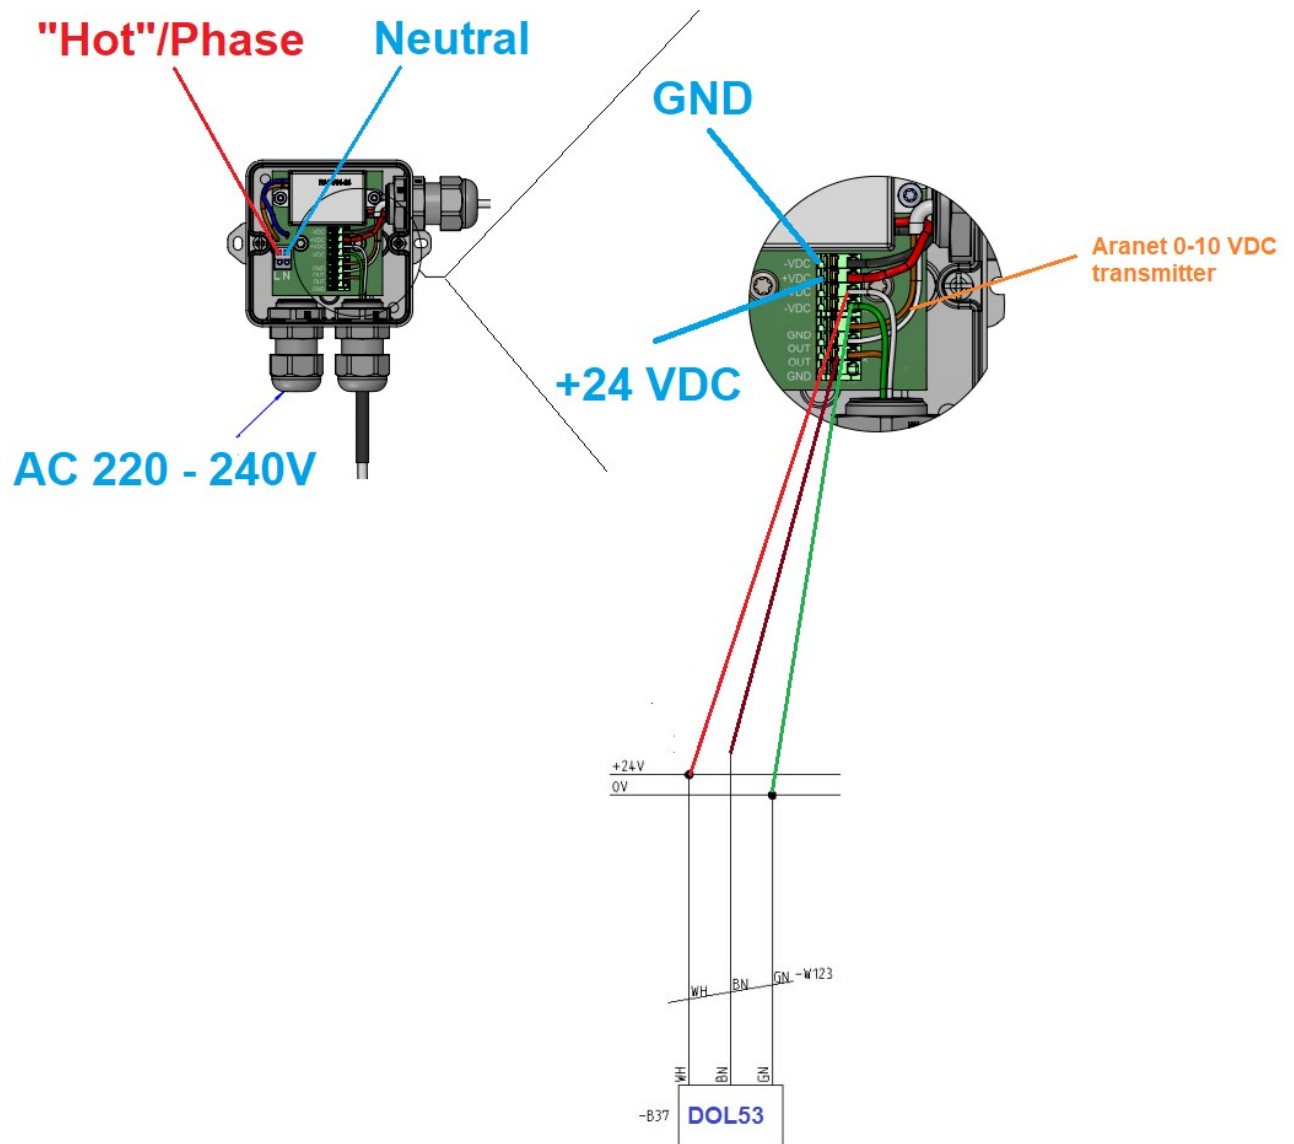 "Hot"/Phase
Neutral
GND
L N
AC 220 - 240V
-VDC
+VDC
-VDC
GND
OUT
OUT
GND
+24 VDC
Aranet 0-10 VDC
transmitter
+24V
0V
WH
BN
GN
-W123
WH
BN
GN
-B37
DOL53